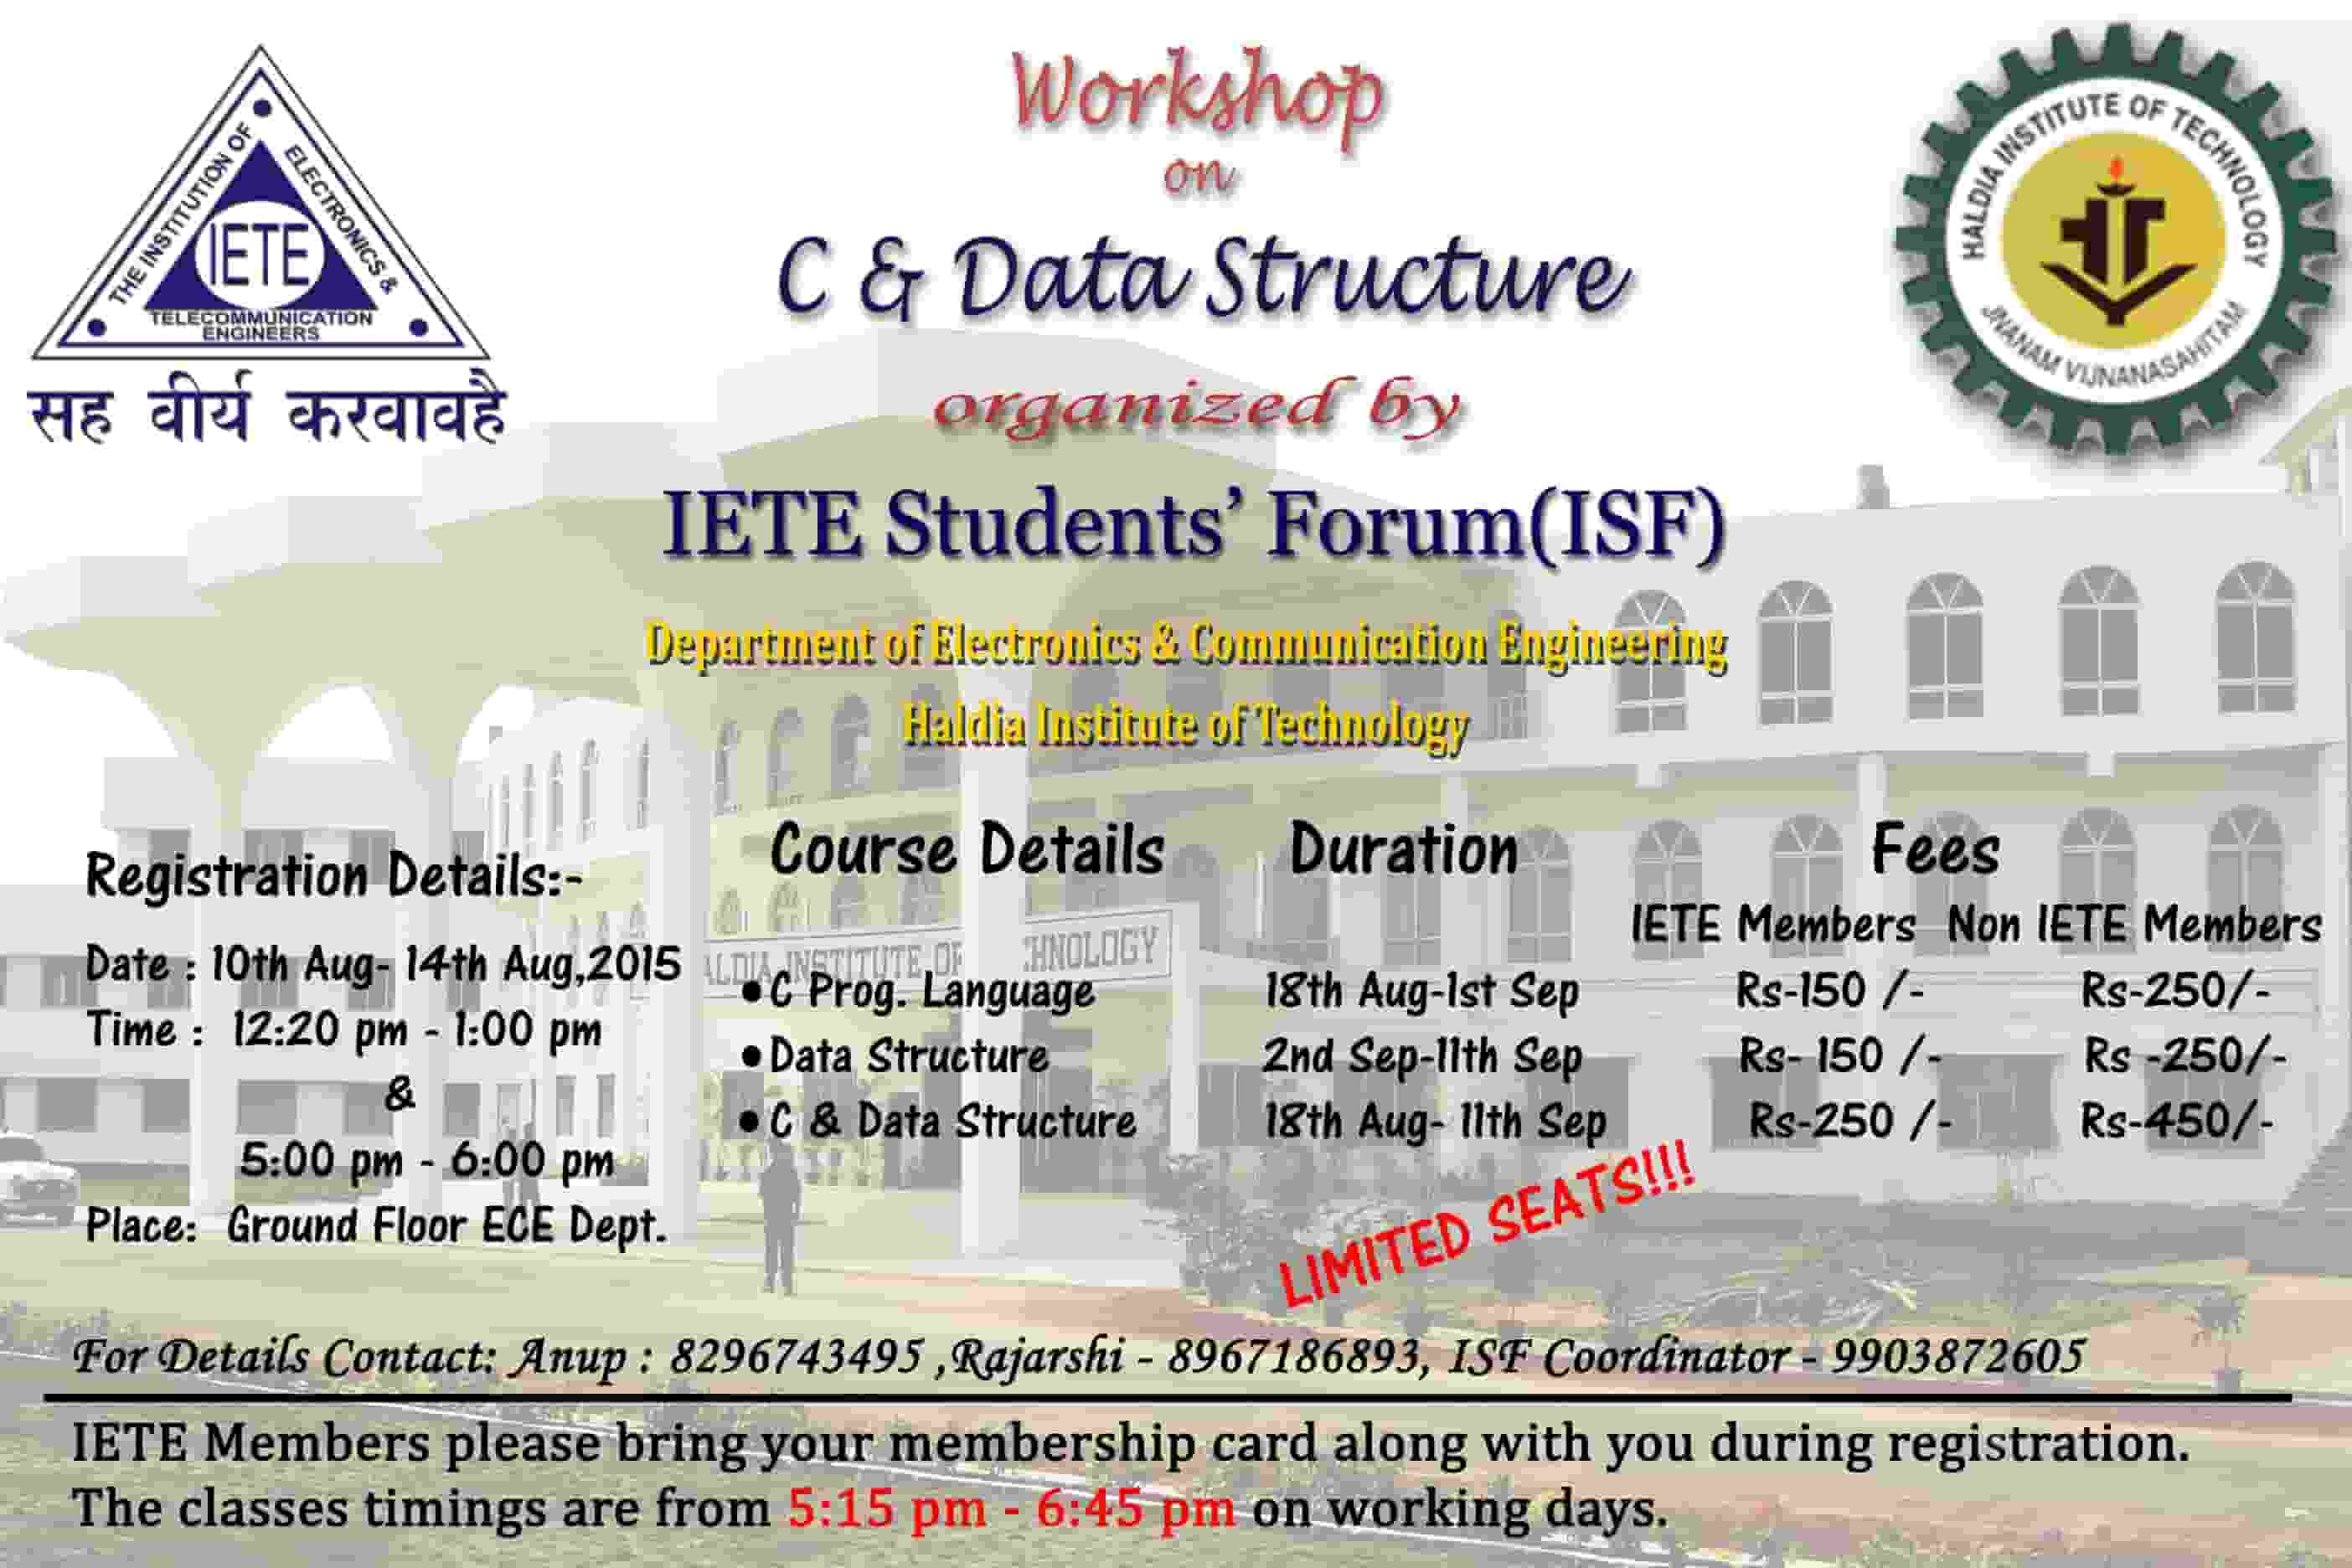 THE INSTITUTION OF
ELECTRONICS &
IETE
TELECOMMUNICATION
ENGINEERS
सह वीर्य करवावहै
Workshop
on
C & Data Structure
organized by
IETE Students’ Forum(ISF)
Department of Electronics & Communication Engineering
Haldia Institute of Technology
HALDIA INSTITUTE OF TECHNOLOGY
JNANAM VIJNANASAHITAM
Registration Details:-
Date : 10th Aug- 14th Aug,2015
Time : 12:20 pm - 1:00 pm
&
5:00 pm - 6:00 pm
Place: Ground Floor ECE Dept.
Course Details Duration Fees
IETE Members Non IETE Members
•C Prog. Language 18th Aug-1st Sep Rs-150 /- Rs-250/-
•Data Structure 2nd Sep-11th Sep Rs- 150 /- Rs -250/-
•C & Data Structure 18th Aug- 11th Sep Rs-250 /- Rs-450/-
INSTITUTE OF
LIMITED SEATS!!!
For Details Contact: Anup : 8296743495 ,Rajarshi - 8967186893, ISF Coordinator - 9903872605
IETE Members please bring your membership card along with you during registration.
The classes timings are from 5:15 pm - 6:45 pm on working days.